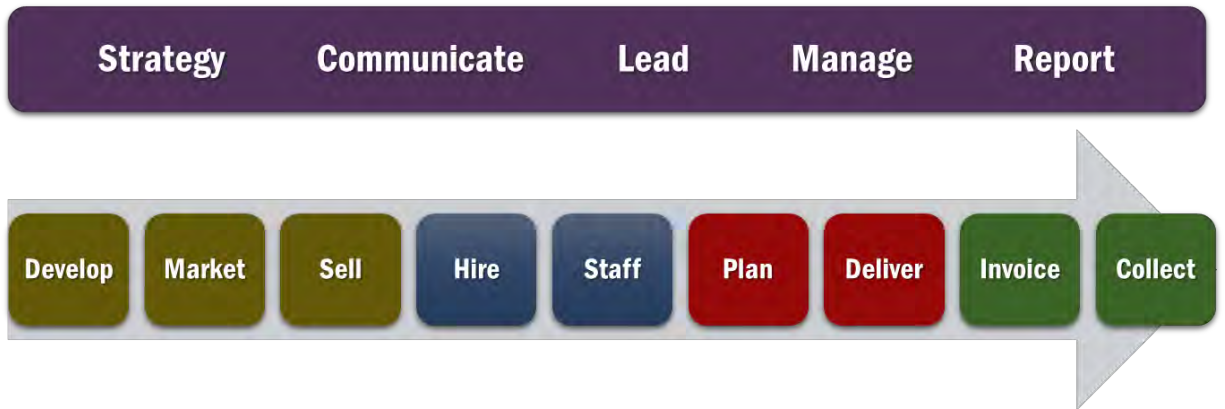 Strategy Communicate Lead Manage Report
Develop Market Sell Hire Staff Plan Deliver Invoice Collect